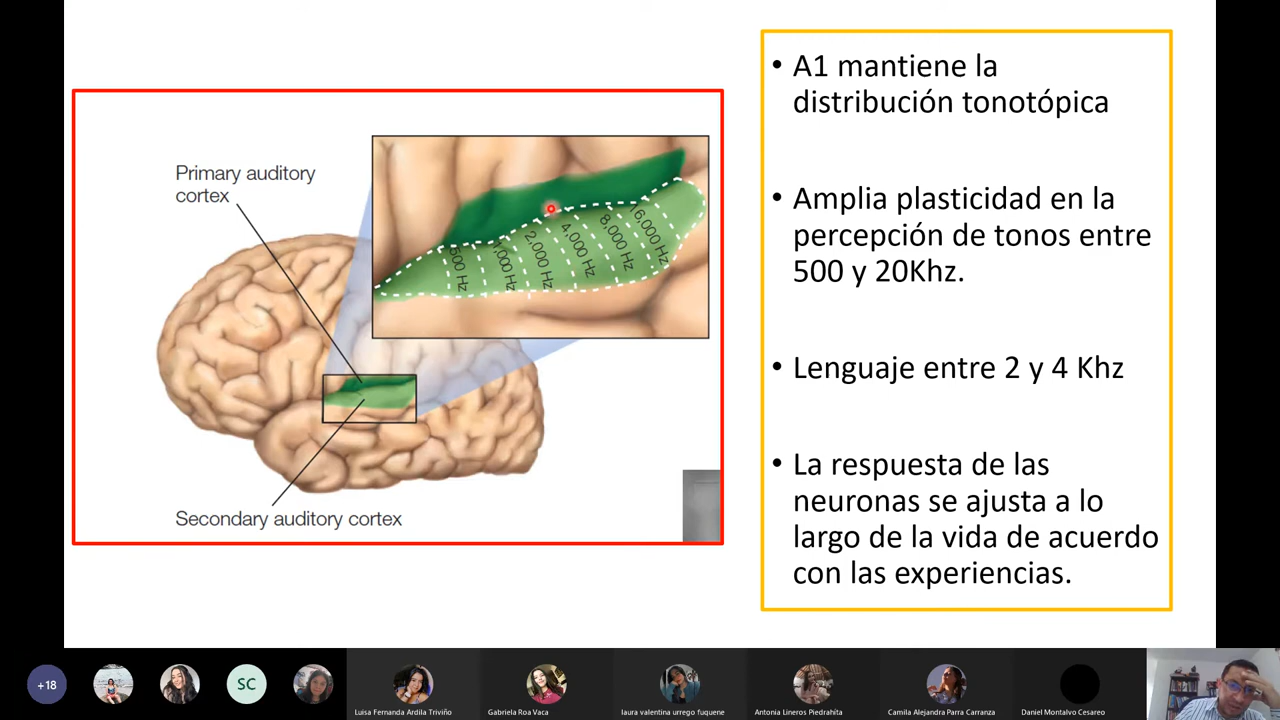 Primary auditory
cortex
500 Hz
1,000 Hz
2,000 Hz
4,000 Hz
8,000 Hz
16,000 Hz
Secondary auditory cortex
• A1 mantiene la
distribución tonotópica
• Amplia plasticidad en la
percepción de tonos entre
500 y 20Khz.
• Lenguaje entre 2 y 4 Khz
• La respuesta de las
neuronas se ajusta a lo
largo de la vida de acuerdo
con las experiencias.
+18
SC
Luisa Fernanda Ardila Triviño
Gabriela Roa Vaca
laura valentina urrego fuquene
Antonia Lineros Piedrahíta
Camila Alejandra Parra Carranza
Daniel Montalvo Cesareo